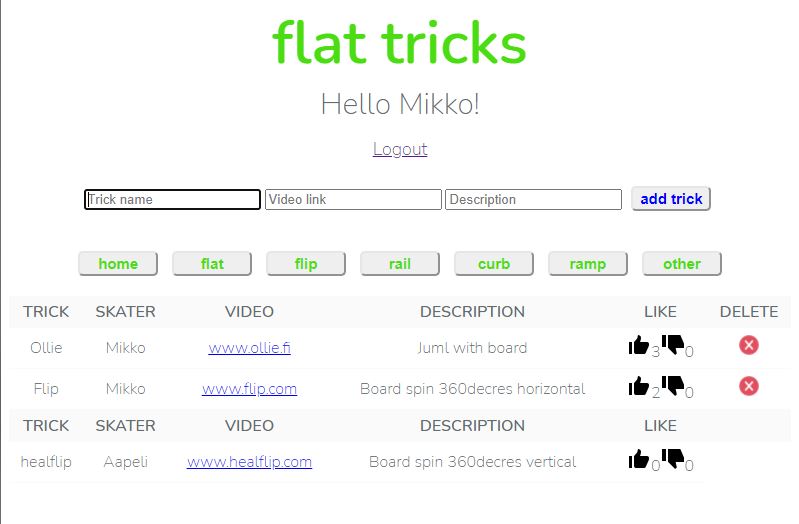 flat tricks
Hello Mikko!
Logout
Trick name Video link Description add trick
home flat flip rail curb ramp other
TRICK SKATER VIDEO DESCRIPTION LIKE DELETE
Ollie Mikko www.ollie.fi Juml with board 3 0
Flip Mikko www.flip.com Board spin 360decres horizontal 2 0
TRICK SKATER VIDEO DESCRIPTION LIKE
healflip Aapeli www.healflip.com Board spin 360decres vertical 0 0